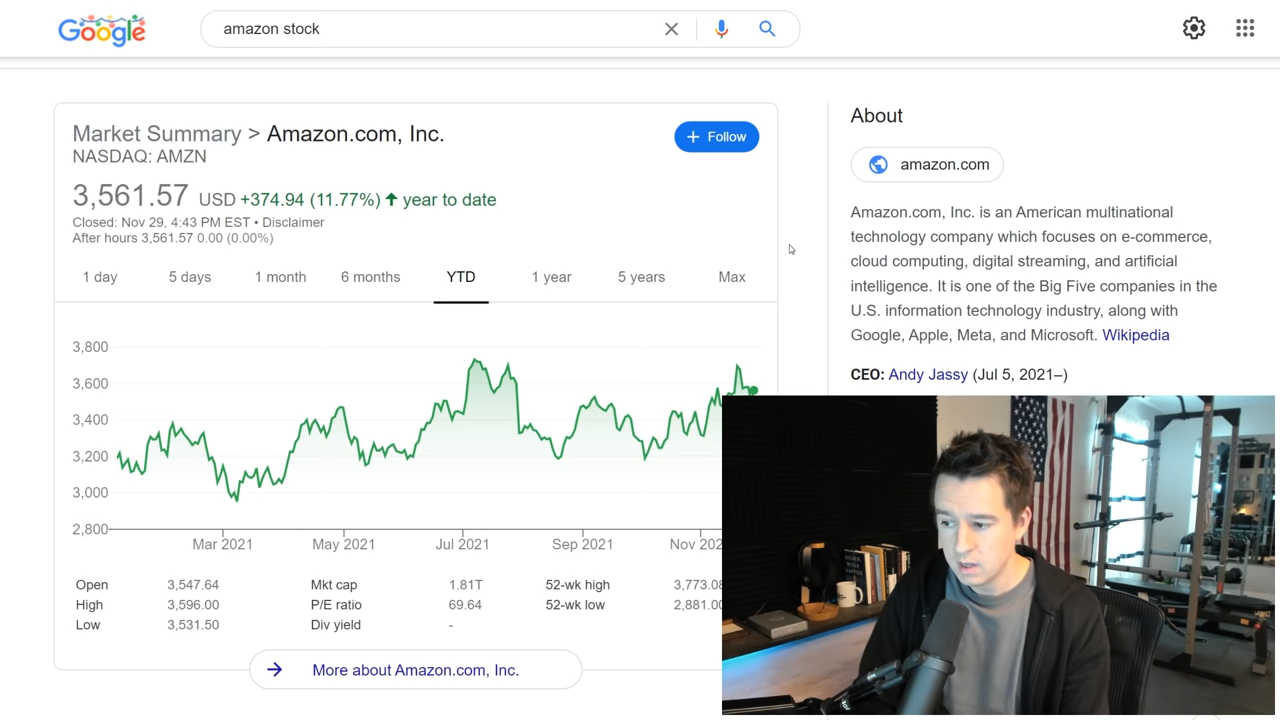 Google
amazon stock
Market Summary > Amazon.com, Inc.
NASDAQ: AMZN
+ Follow
3,561.57 USD +374.94 (11.77%) ↑ year to date
Closed: Nov 29, 4:43 PM EST • Disclaimer
After hours 3,561.57 0.00 (0.00%)
1 day 5 days 1 month 6 months YTD 1 year 5 years Max
3,800
3,600
3,400
3,200
3,000
2,800
Mar 2021 May 2021 Jul 2021 Sep 2021 Nov 202
Open 3,547.64 Mkt cap 1.81T 52-wk high 3,773.08
High 3,596.00 P/E ratio 69.64 52-wk low 2,881.00
Low 3,531.50 Div yield -
More about Amazon.com, Inc.
About
amazon.com
Amazon.com, Inc. is an American multinational
technology company which focuses on e-commerce,
cloud computing, digital streaming, and artificial
intelligence. It is one of the Big Five companies in the
U.S. information technology industry, along with
Google, Apple, Meta, and Microsoft. Wikipedia
CEO: Andy Jassy (Jul 5, 2021–)